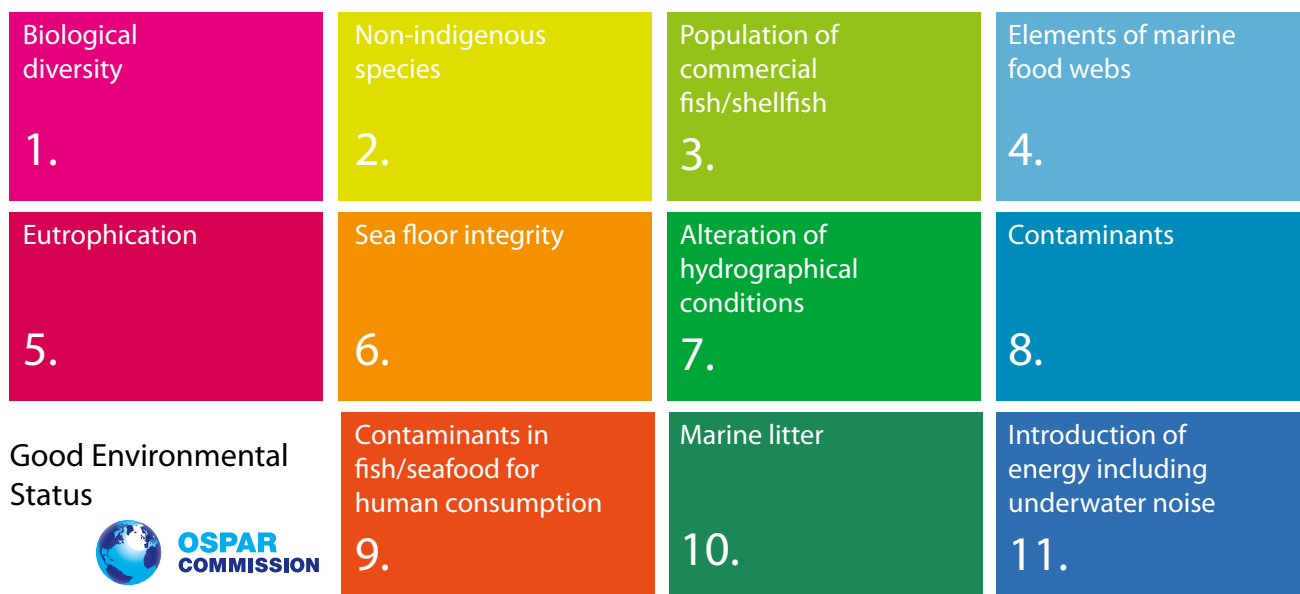 Biological
diversity
1.
Non-indigenous
species
2.
Population of
commercial
fish/shellfish
3.
Elements of marine
food webs
4.
Eutrophication
5.
Sea floor integrity
6.
Alteration of
hydrographical
conditions
7.
Contaminants
8.
Good Environmental
Status
OSPAR
COMMISSION
Contaminants in
fish/seafood for
human consumption
9.
Marine litter
10.
Introduction of
energy including
underwater noise
11.